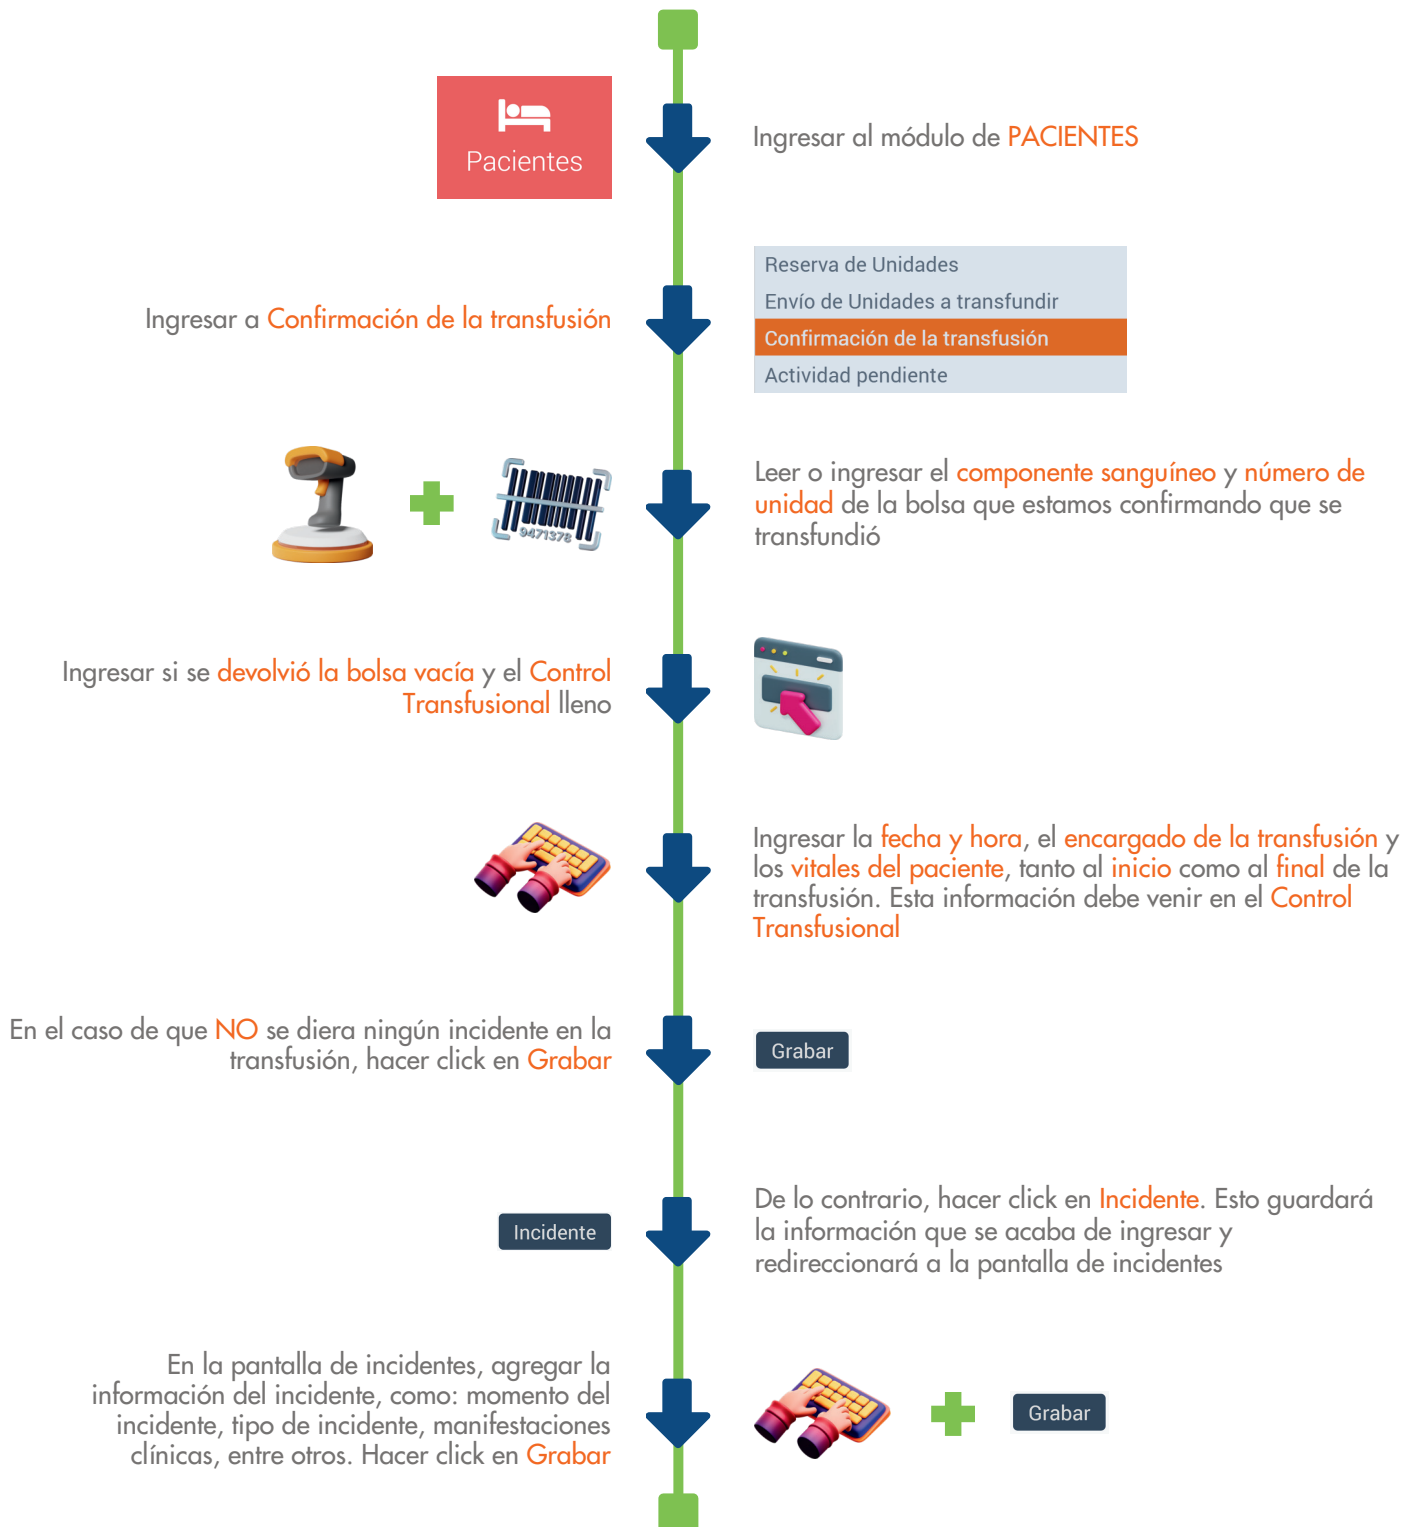 Pacientes
Ingresar al módulo de PACIENTES
Ingresar a Confirmación de la transfusión
Reserva de Unidades
Envío de Unidades a transfundir
Confirmación de la transfusión
Actividad pendiente
9471378
Leer o ingresar el componente sanguíneo y número de
unidad de la bolsa que estamos confirmando que se
transfundió
Ingresar si se devolvió la bolsa vacía y el Control
Transfusional lleno
Ingresar la fecha y hora, el encargado de la transfusión y
los vitales del paciente, tanto al inicio como al final de la
transfusión. Esta información debe venir en el Control
Transfusional
En el caso de que NO se diera ningún incidente en la
transfusión, hacer click en Grabar
Grabar
Incidente
De lo contrario, hacer click en Incidente. Esto guardará
la información que se acaba de ingresar y
redireccionará a la pantalla de incidentes
En la pantalla de incidentes, agregar la
información del incidente, como: momento del
incidente, tipo de incidente, manifestaciones
clínicas, entre otros. Hacer click en Grabar
Grabar